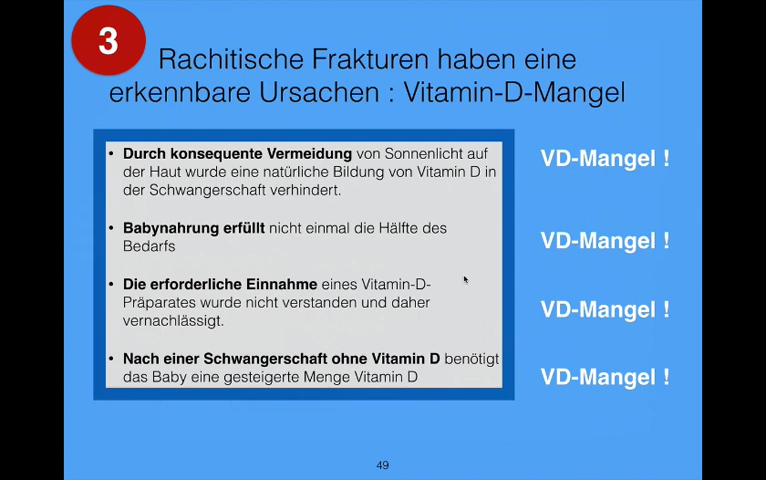 3
Rachitische Frakturen haben eine
erkennbare Ursachen : Vitamin-D-Mangel
• Durch konsequente Vermeidung von Sonnenlicht auf
der Haut wurde eine natürliche Bildung von Vitamin D in
der Schwangerschaft verhindert.
VD-Mangel !
• Babynahrung erfüllt nicht einmal die Hälfte des
Bedarfs
VD-Mangel !
• Die erforderliche Einnahme eines Vitamin-D-
Präparates wurde nicht verstanden und daher
vernachlässigt.
VD-Mangel !
• Nach einer Schwangerschaft ohne Vitamin D benötigt
das Baby eine gesteigerte Menge Vitamin D
VD-Mangel !
49